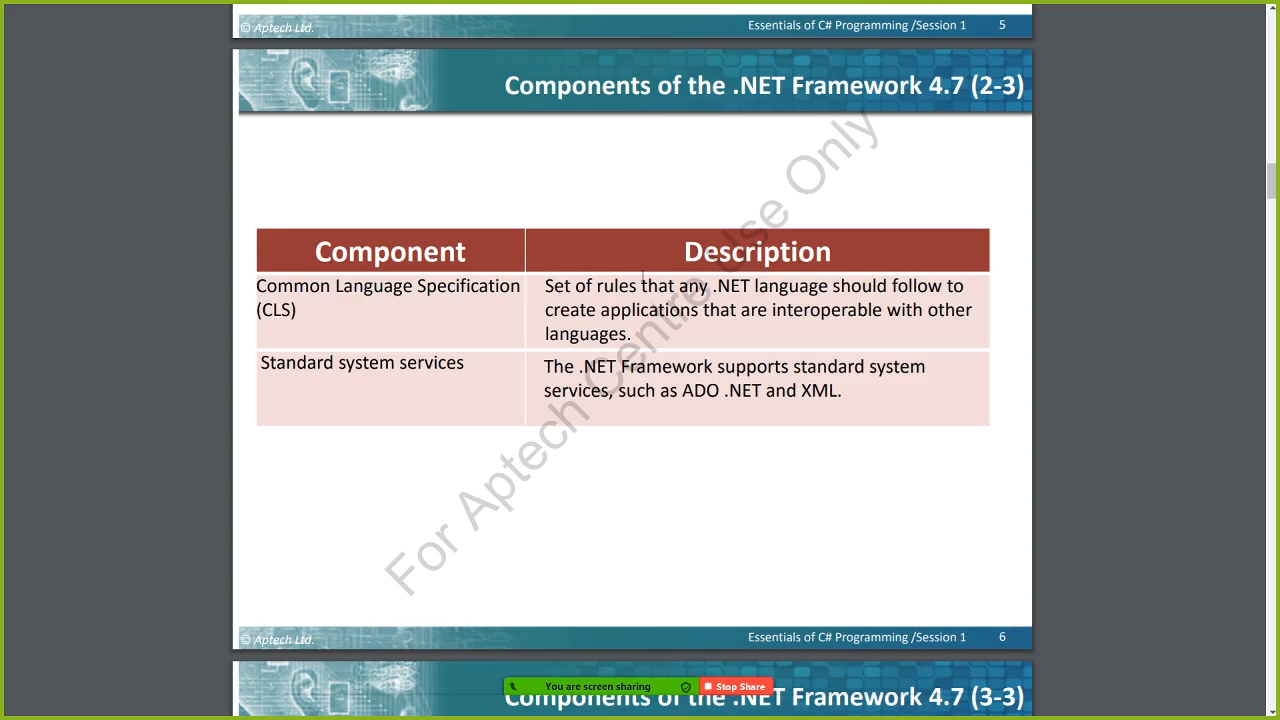 © Aptech Ltd.
Essentials of C# Programming /Session 1
5
Components of the .NET Framework 4.7 (2-3)
Component
Description
Common Language Specification
(CLS)
Set of rules that any .NET language should follow to
create applications that are interoperable with other
languages.
Standard system services
The .NET Framework supports standard system
services, such as ADO .NET and XML.
For Aptech Centre Use Only
© Aptech Ltd.
Essentials of C# Programming /Session 1
6
Components of the .NET Framework 4.7 (3-3)
You are screen sharing
Stop Share